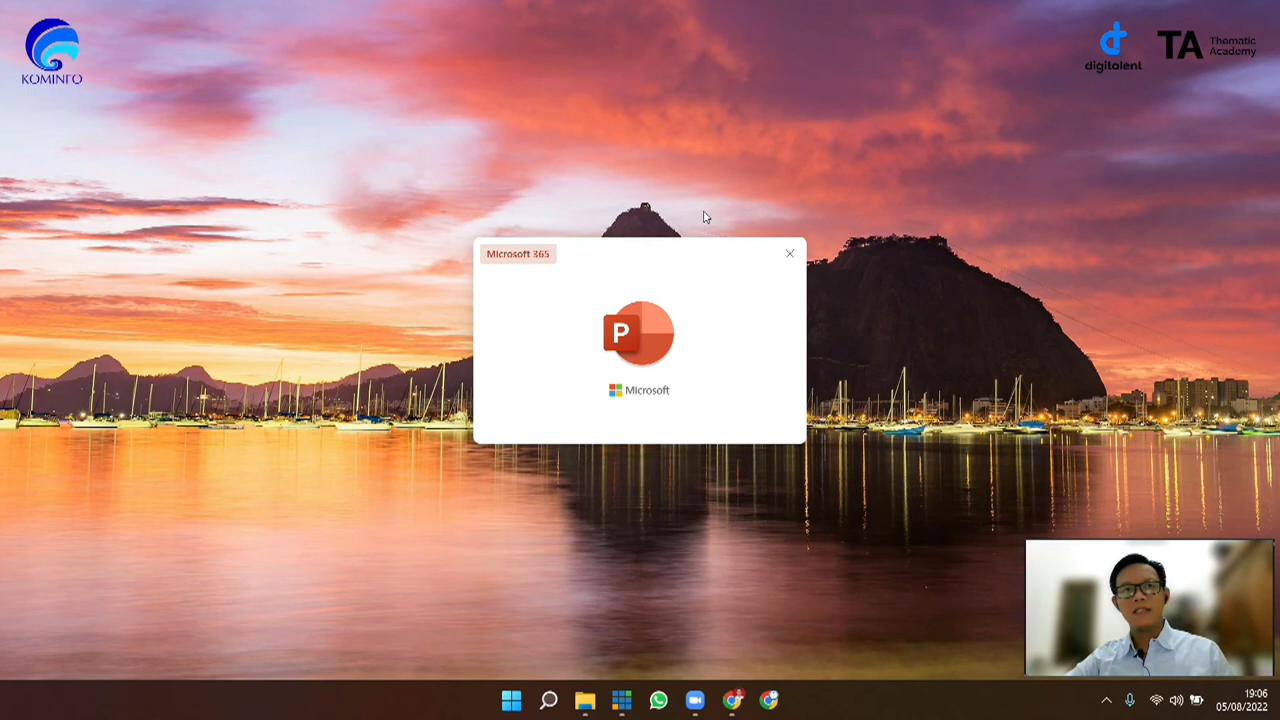 KOMINFO
digitalent
TA Thematic
Academy
Microsoft 365
P
Microsoft
19:06
05/08/2022